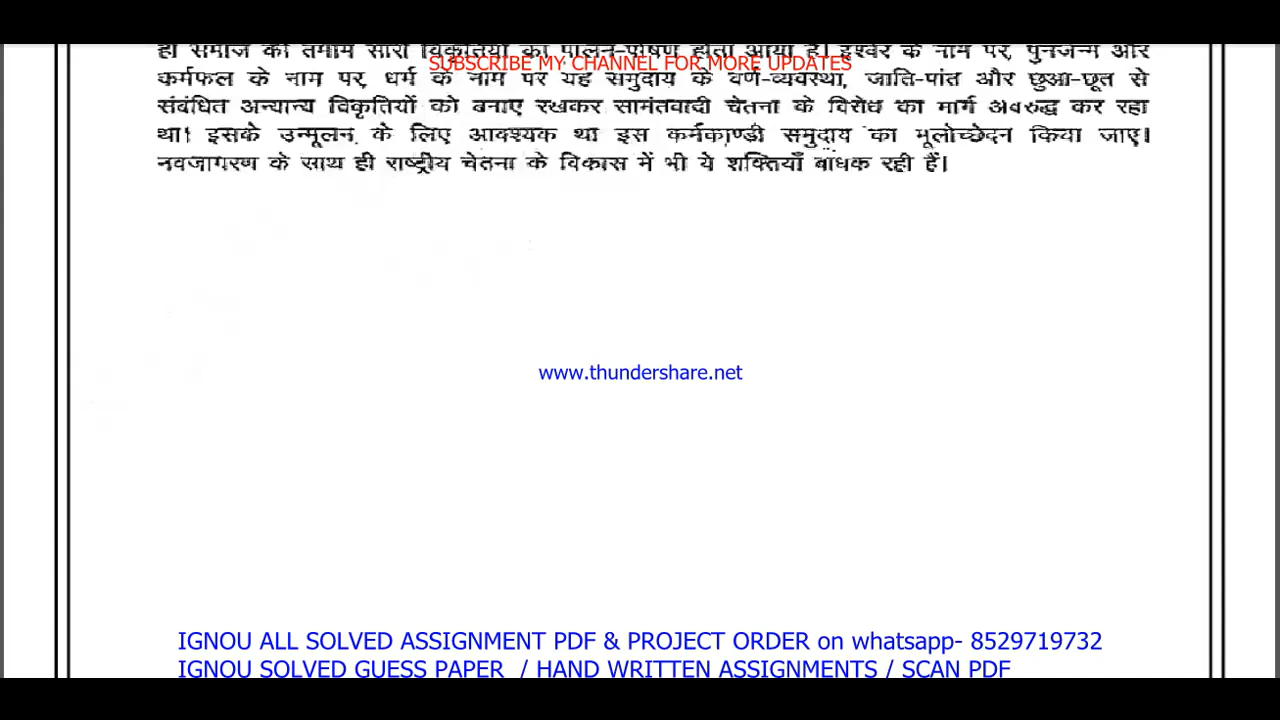 ही समाज की तमाम सारी विकृतियों का पालन-पोषण होता आया है। इश्वर के नाम पर, पुनर्जन्म और
SUBSCRIBE MY CHANNEL FOR MORE UPDATES
कर्मफल के नाम पर, धर्म के नाम पर यह समुदाय के वर्ण-व्यवस्था, जाति-पांत और छुआ-छूत से
संबंधित अन्यान्य विकृतियों को बनाए रखकर सामंतवादी चेतना के विरोध का मार्ग अवरुद्ध कर रहा
था। इसके उन्मूलन के लिए आवश्यक था इस कर्मकाण्डी समुदाय का भूलोच्छेदन किया जाए।
नवजागरण के साथ ही राष्ट्रीय चेतना के विकास में भी ये शक्तियाँ बाधक रही हैं।
www.thundershare.net
IGNOU ALL SOLVED ASSIGNMENT PDF & PROJECT ORDER on whatsapp- 8529719732
IGNOU SOLVED GUESS PAPER / HAND WRITTEN ASSIGNMENTS / SCAN PDF